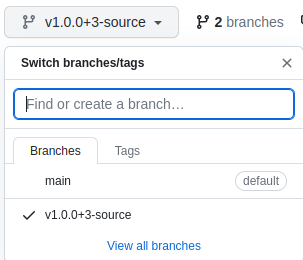 v1.0.0+3-source 2 branches
Switch branches/tags
Find or create a branch…
Branches Tags
main default
v1.0.0+3-source
View all branches